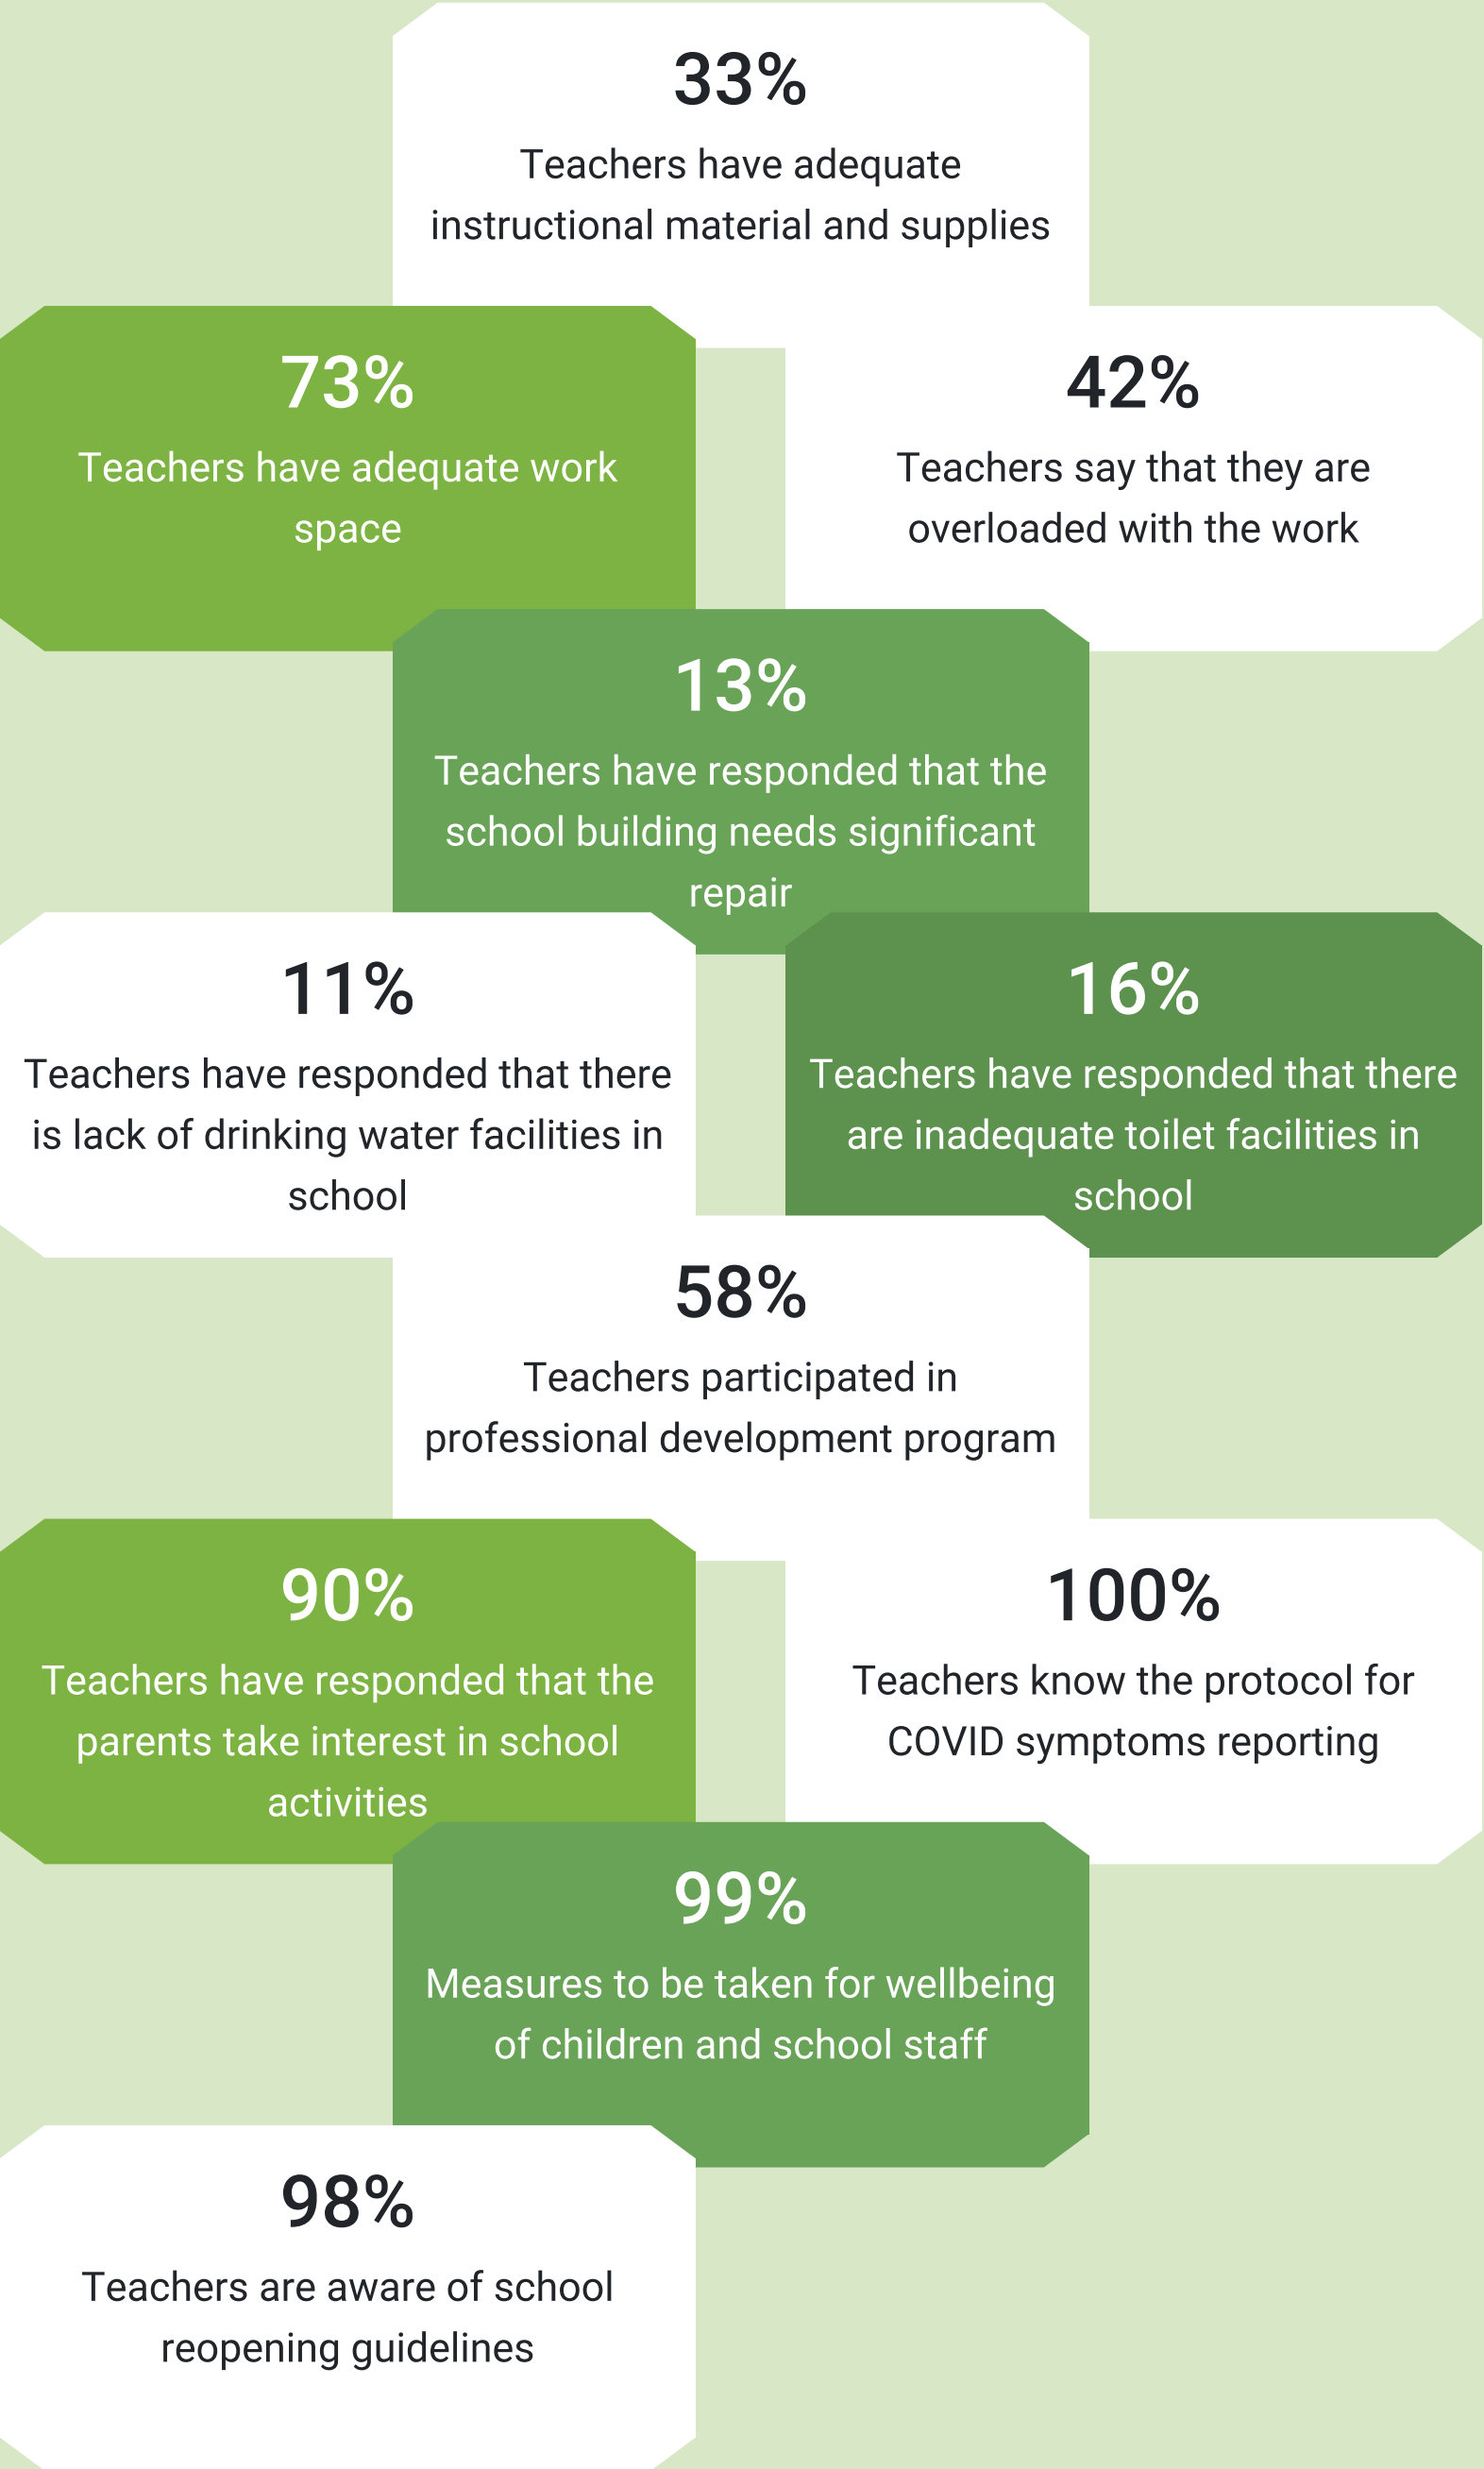 33%
Teachers have adequate
instructional material and supplies
73%
Teachers have adequate work
space
42%
Teachers say that they are
overloaded with the work
13%
Teachers have responded that the
school building needs significant
repair
11%
Teachers have responded that there
is lack of drinking water facilities in
school
16%
Teachers have responded that there
are inadequate toilet facilities in
school
58%
Teachers participated in
professional development program
90%
Teachers have responded that the
parents take interest in school
activities
100%
Teachers know the protocol for
COVID symptoms reporting
99%
Measures to be taken for wellbeing
of children and school staff
98%
Teachers are aware of school
reopening guidelines